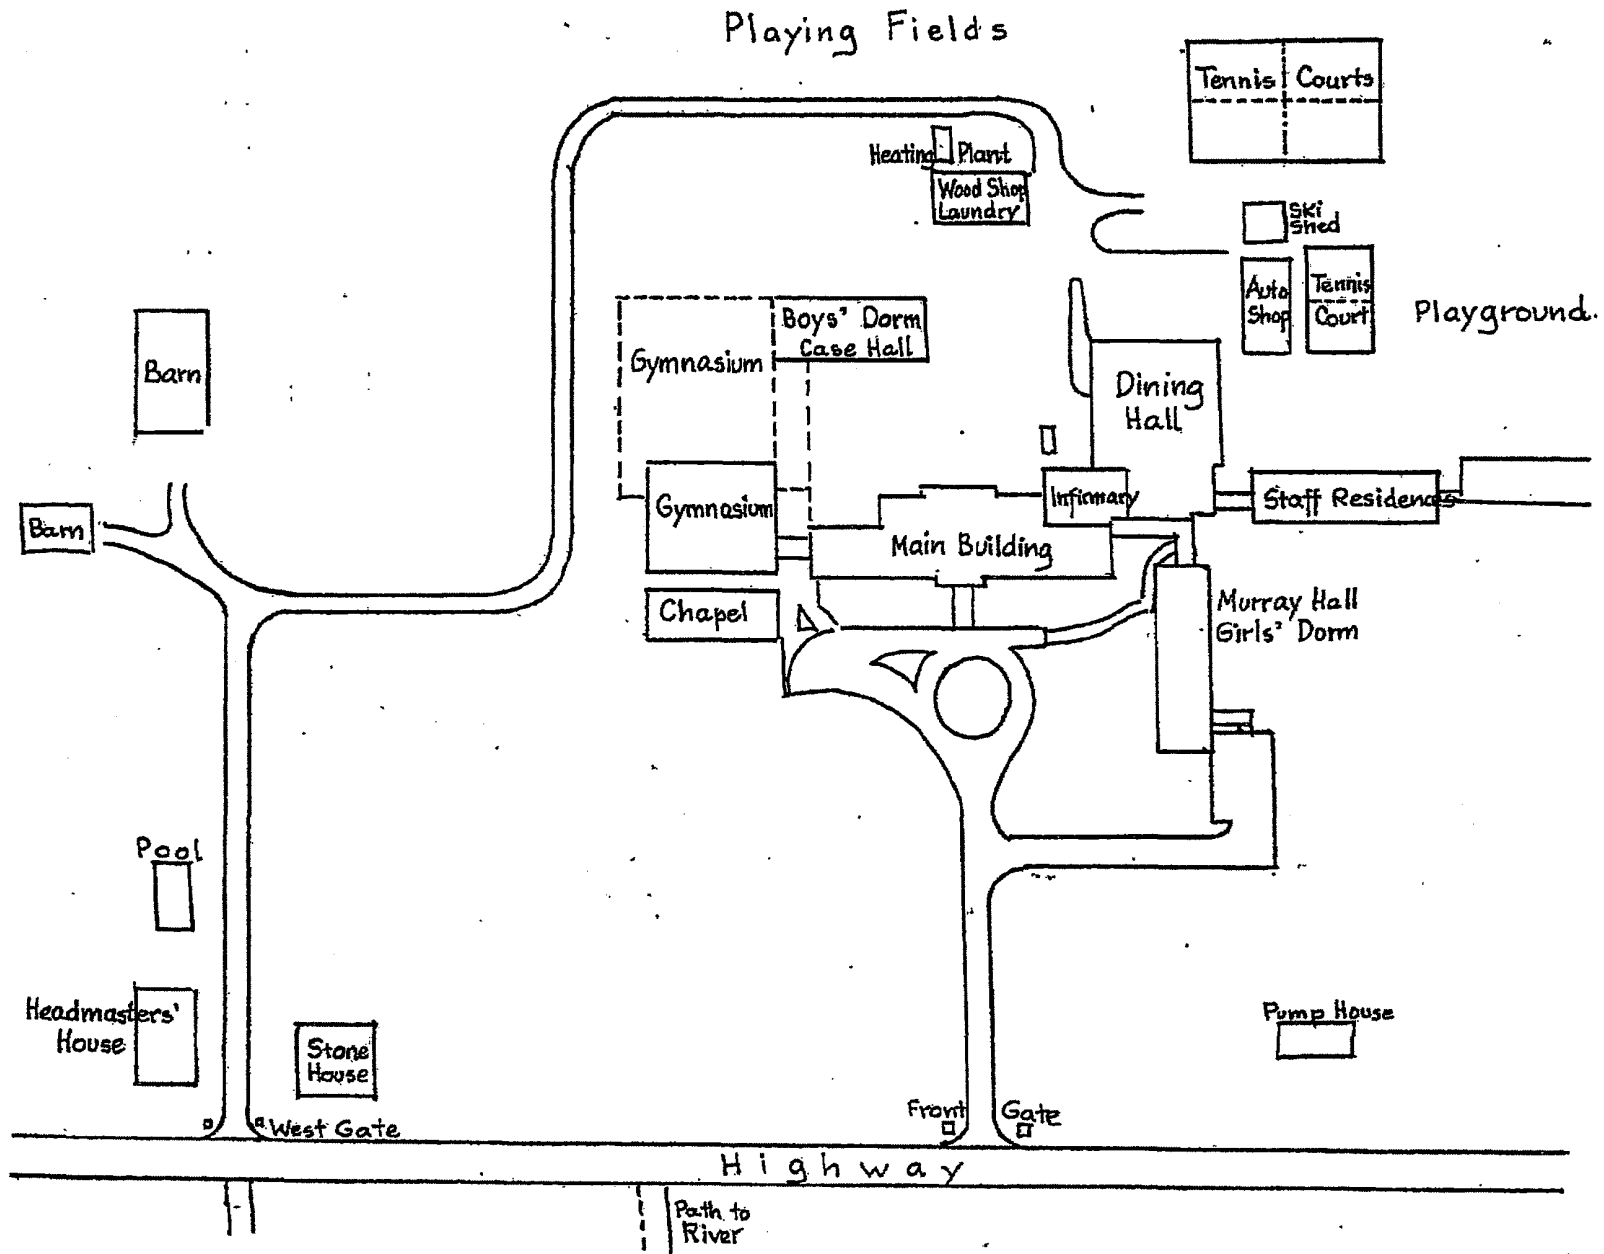 Playing Fields
Tennis Courts
Heating Plant
Wood Shop
Laundry
Ski
Shed
Auto
Shop
Tennis
Court
Playground.
Boys' Dorm
Case Hall
Gymnasium
Barn
Dining
Hall
Infirmary
Staff Residences
Gymnasium
Main Building
Barn
Chapel
Murray Hall
Girls' Dorm
Pool
Headmasters'
House
Stone
House
Pump House
West Gate
Front Gate
Highway
Path to
River